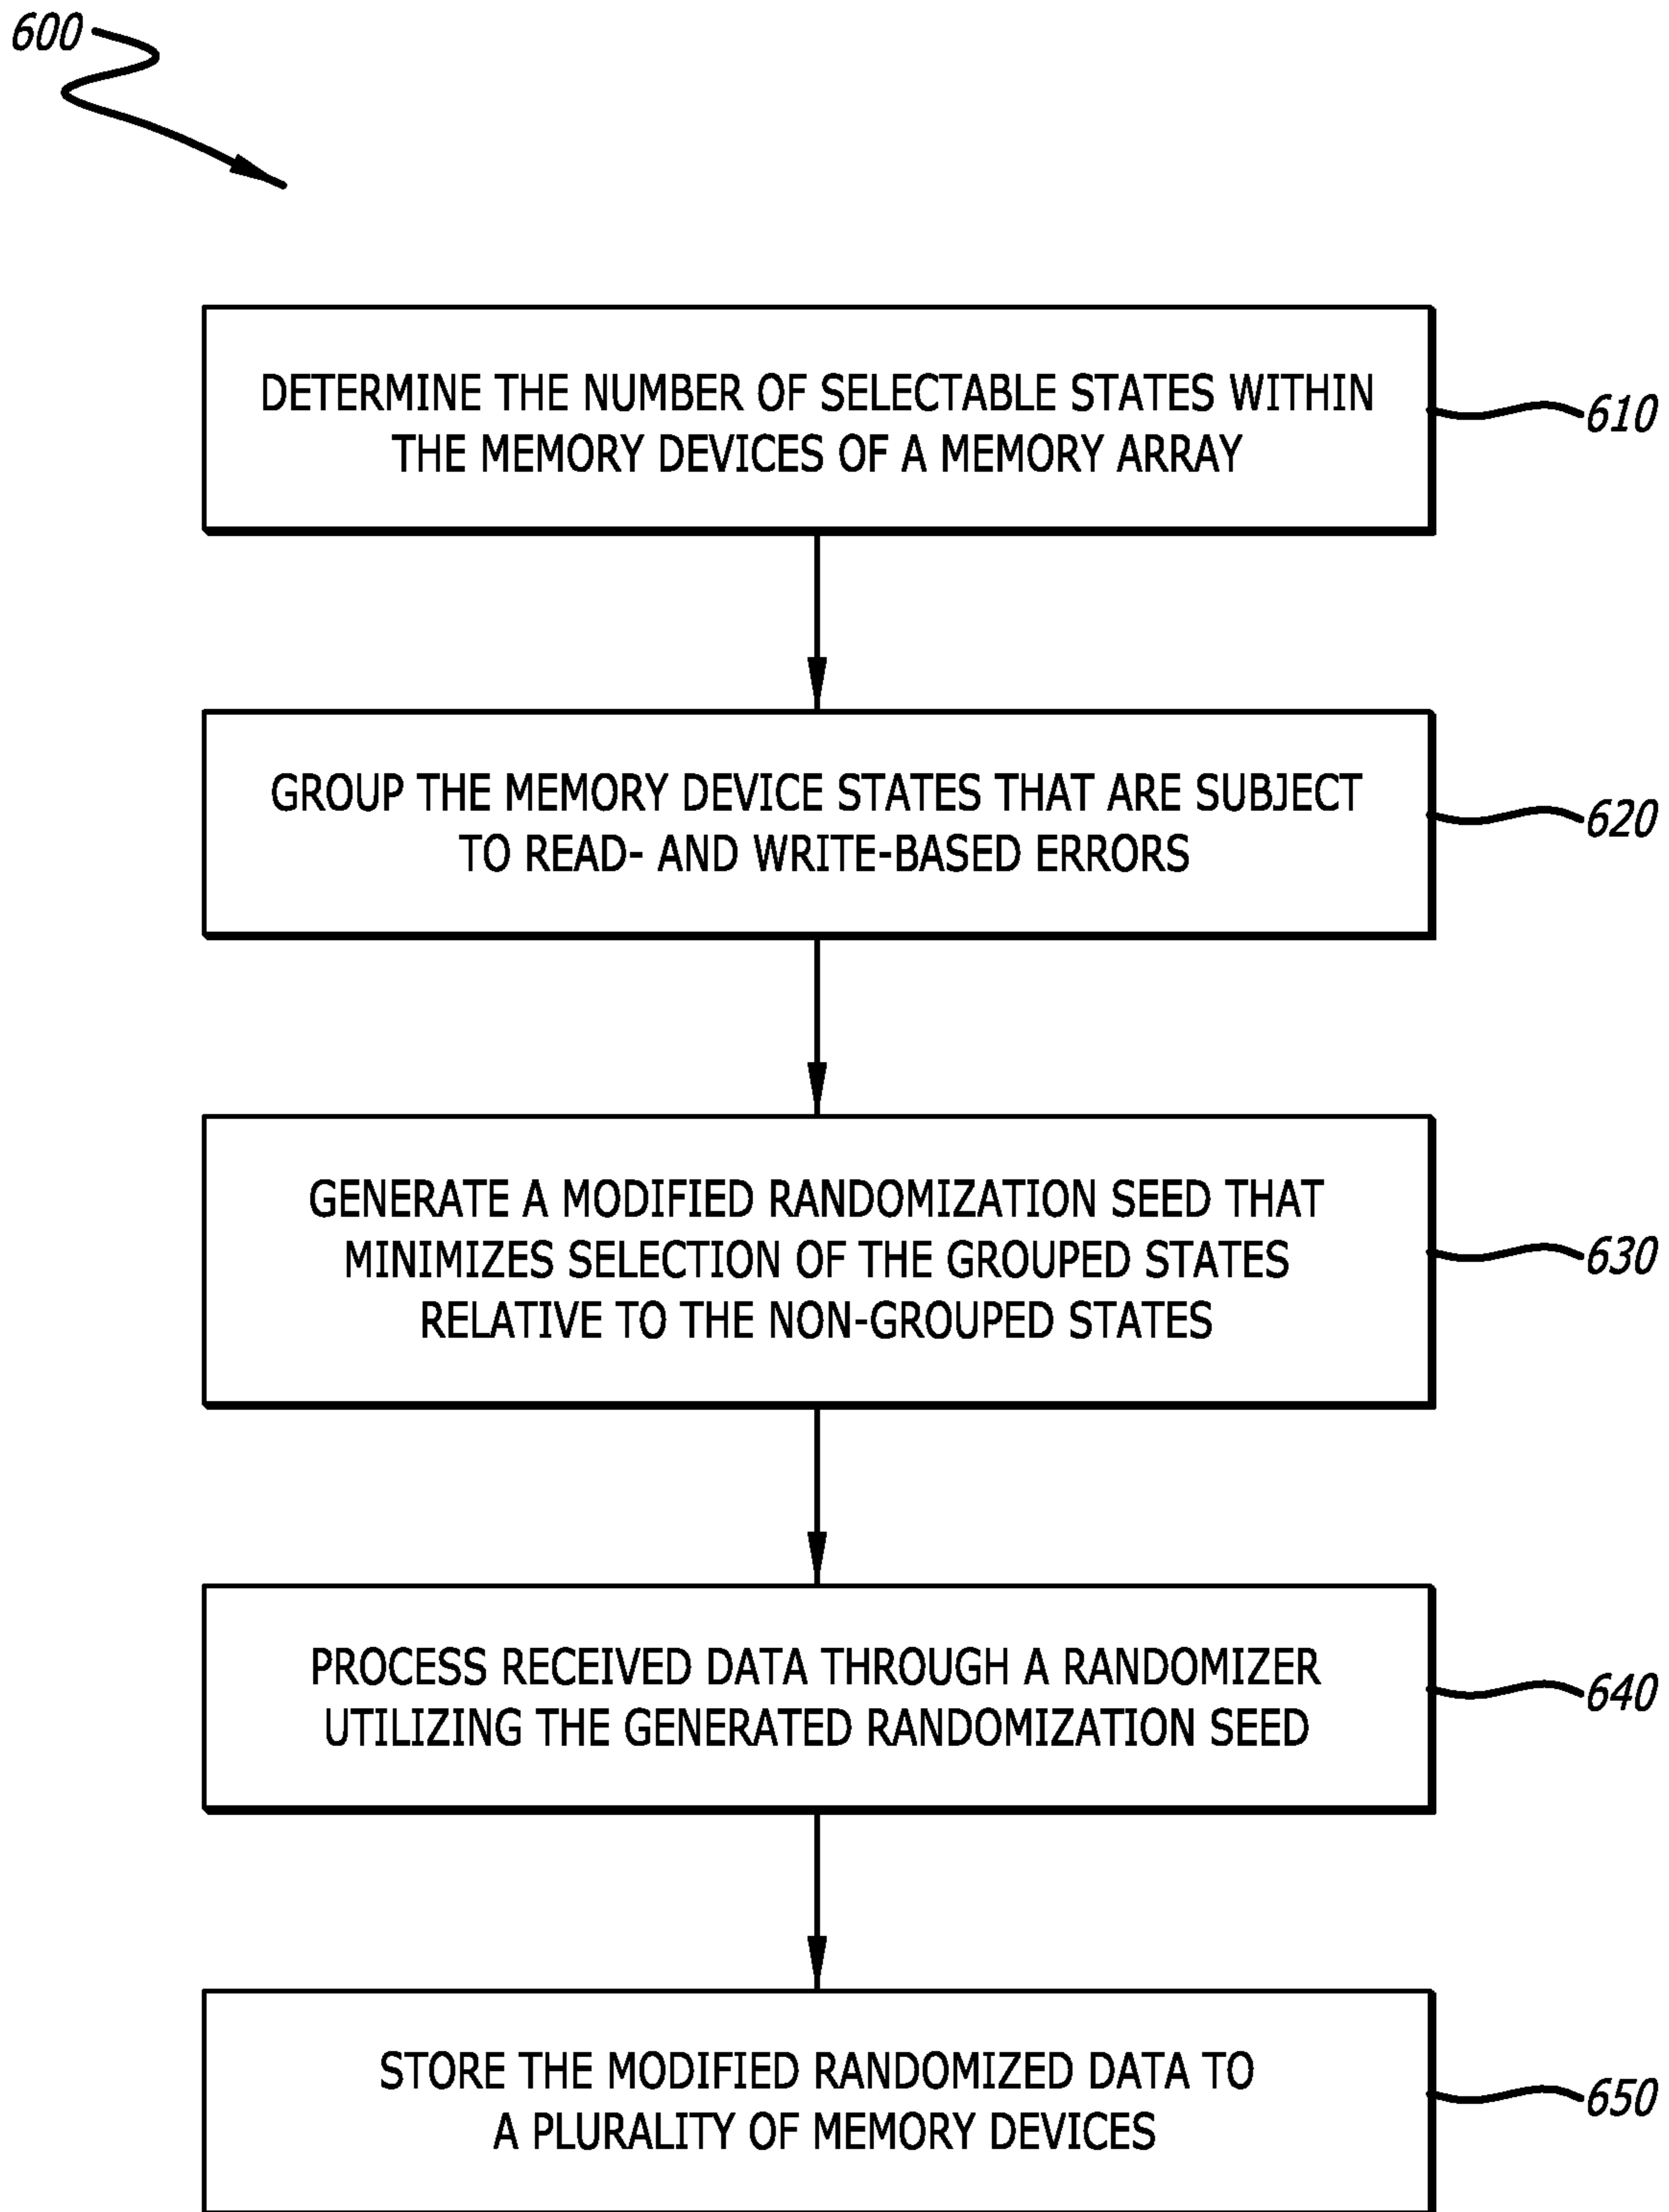 600
DETERMINE THE NUMBER OF SELECTABLE STATES WITHIN
THE MEMORY DEVICES OF A MEMORY ARRAY
610
GROUP THE MEMORY DEVICE STATES THAT ARE SUBJECT
TO READ- AND WRITE-BASED ERRORS
620
GENERATE A MODIFIED RANDOMIZATION SEED THAT
MINIMIZES SELECTION OF THE GROUPED STATES
RELATIVE TO THE NON-GROUPED STATES
630
PROCESS RECEIVED DATA THROUGH A RANDOMIZER
UTILIZING THE GENERATED RANDOMIZATION SEED
640
STORE THE MODIFIED RANDOMIZED DATA TO
A PLURALITY OF MEMORY DEVICES
650